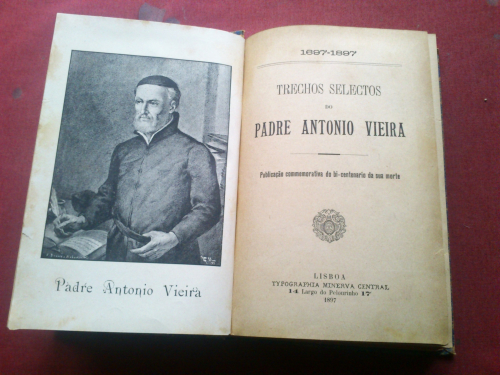 Padre Antonio Vieira
1697-1897
TRECHOS SELECTOS
DO
PADRE ANTONIO VIEIRA
Publicação commemorativa do bi-centenario da sua morte
LISBOA
TYPOGRAPHIA MINERVA CENTRAL
14 Largo do Pelourinho 17
1897